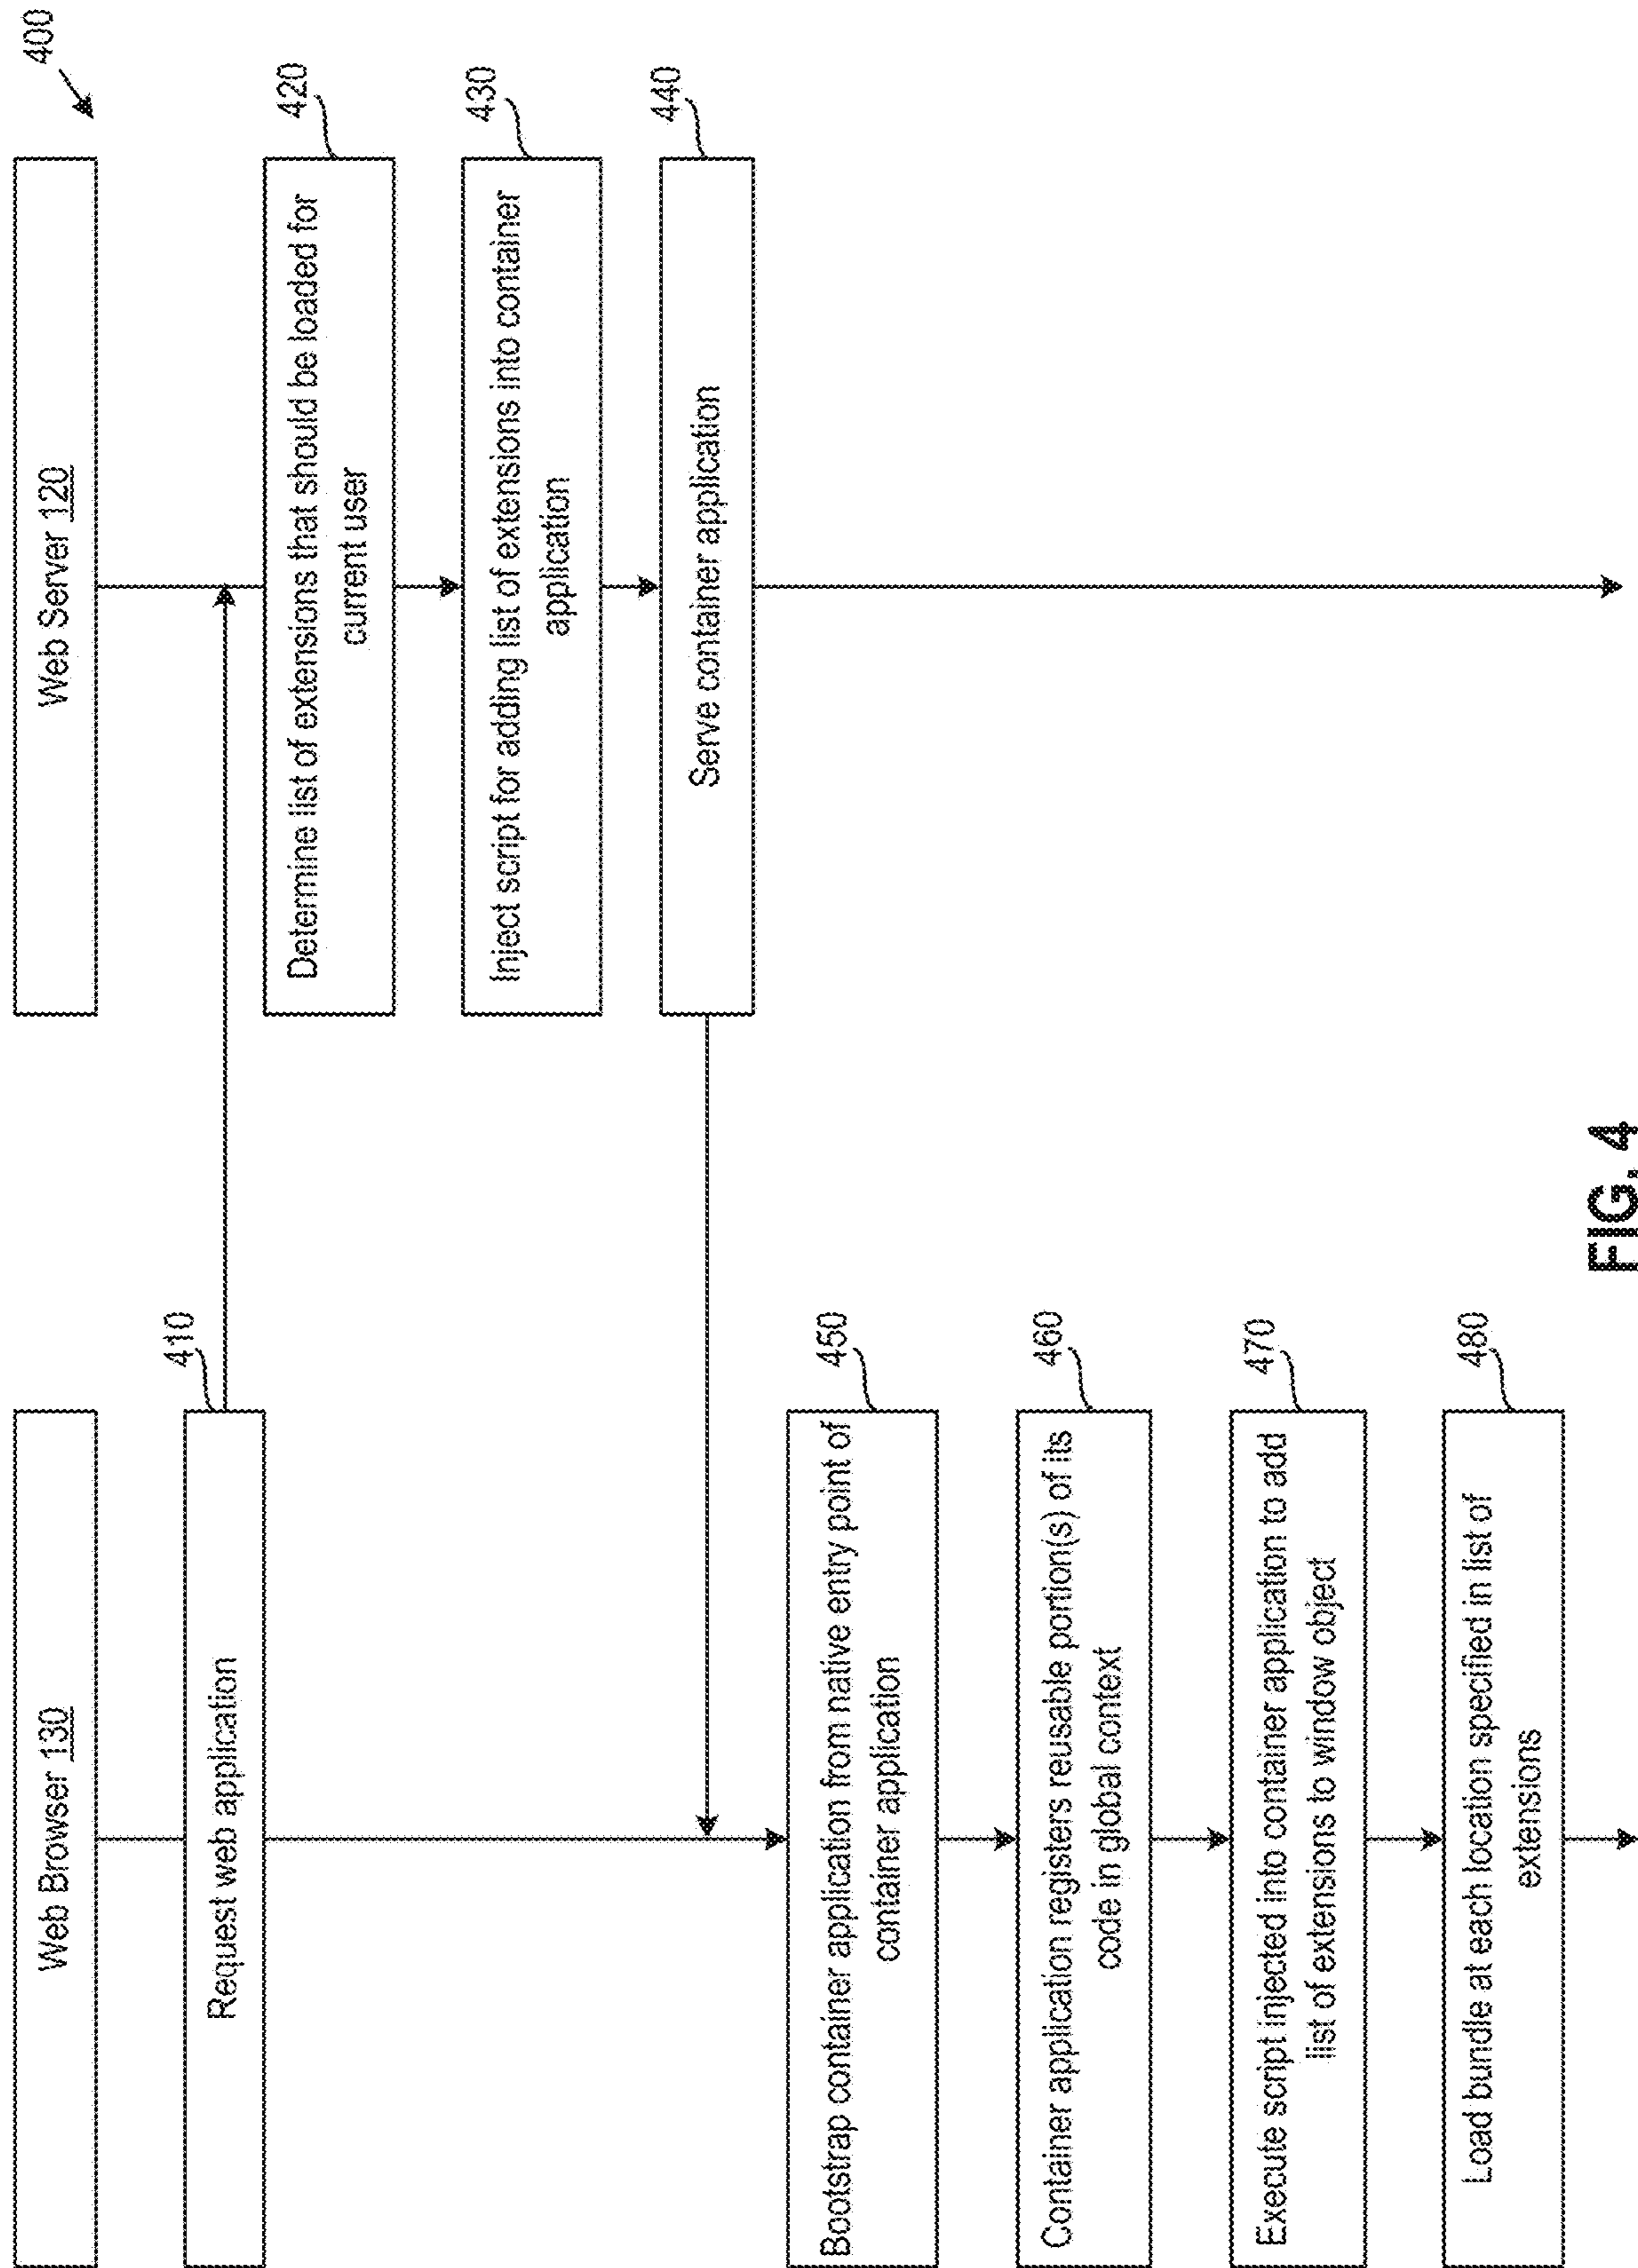 400
Web Browser 130
Web Server 120
410
Request web application
420
Determine list of extensions that should be loaded for
current user
430
Inject script for adding list of extensions into container
application
440
Serve container application
450
Bootstrap container application from native entry point of
container application
460
Container application registers reusable portion(s) of its
code in global context
470
Execute script injected into container application to add
list of extensions to window object
480
Load bundle at each location specified in list of
extensions
FIG. 4